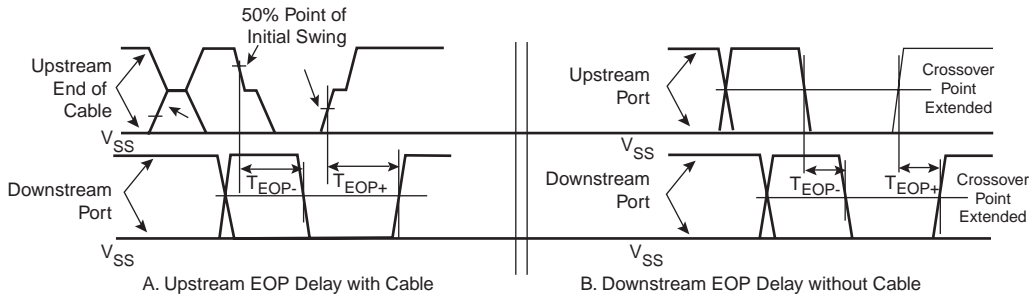 50% Point of
Initial Swing
Upstream
End of
Cable
VSS
Downstream
Port
TEOP-
TEOP+
VSS
A. Upstream EOP Delay with Cable
Upstream
Port
Crossover
Point
Extended
VSS
Downstream
Port
TEOP-
TEOP+
Crossover
Point
Extended
VSS
B. Downstream EOP Delay without Cable